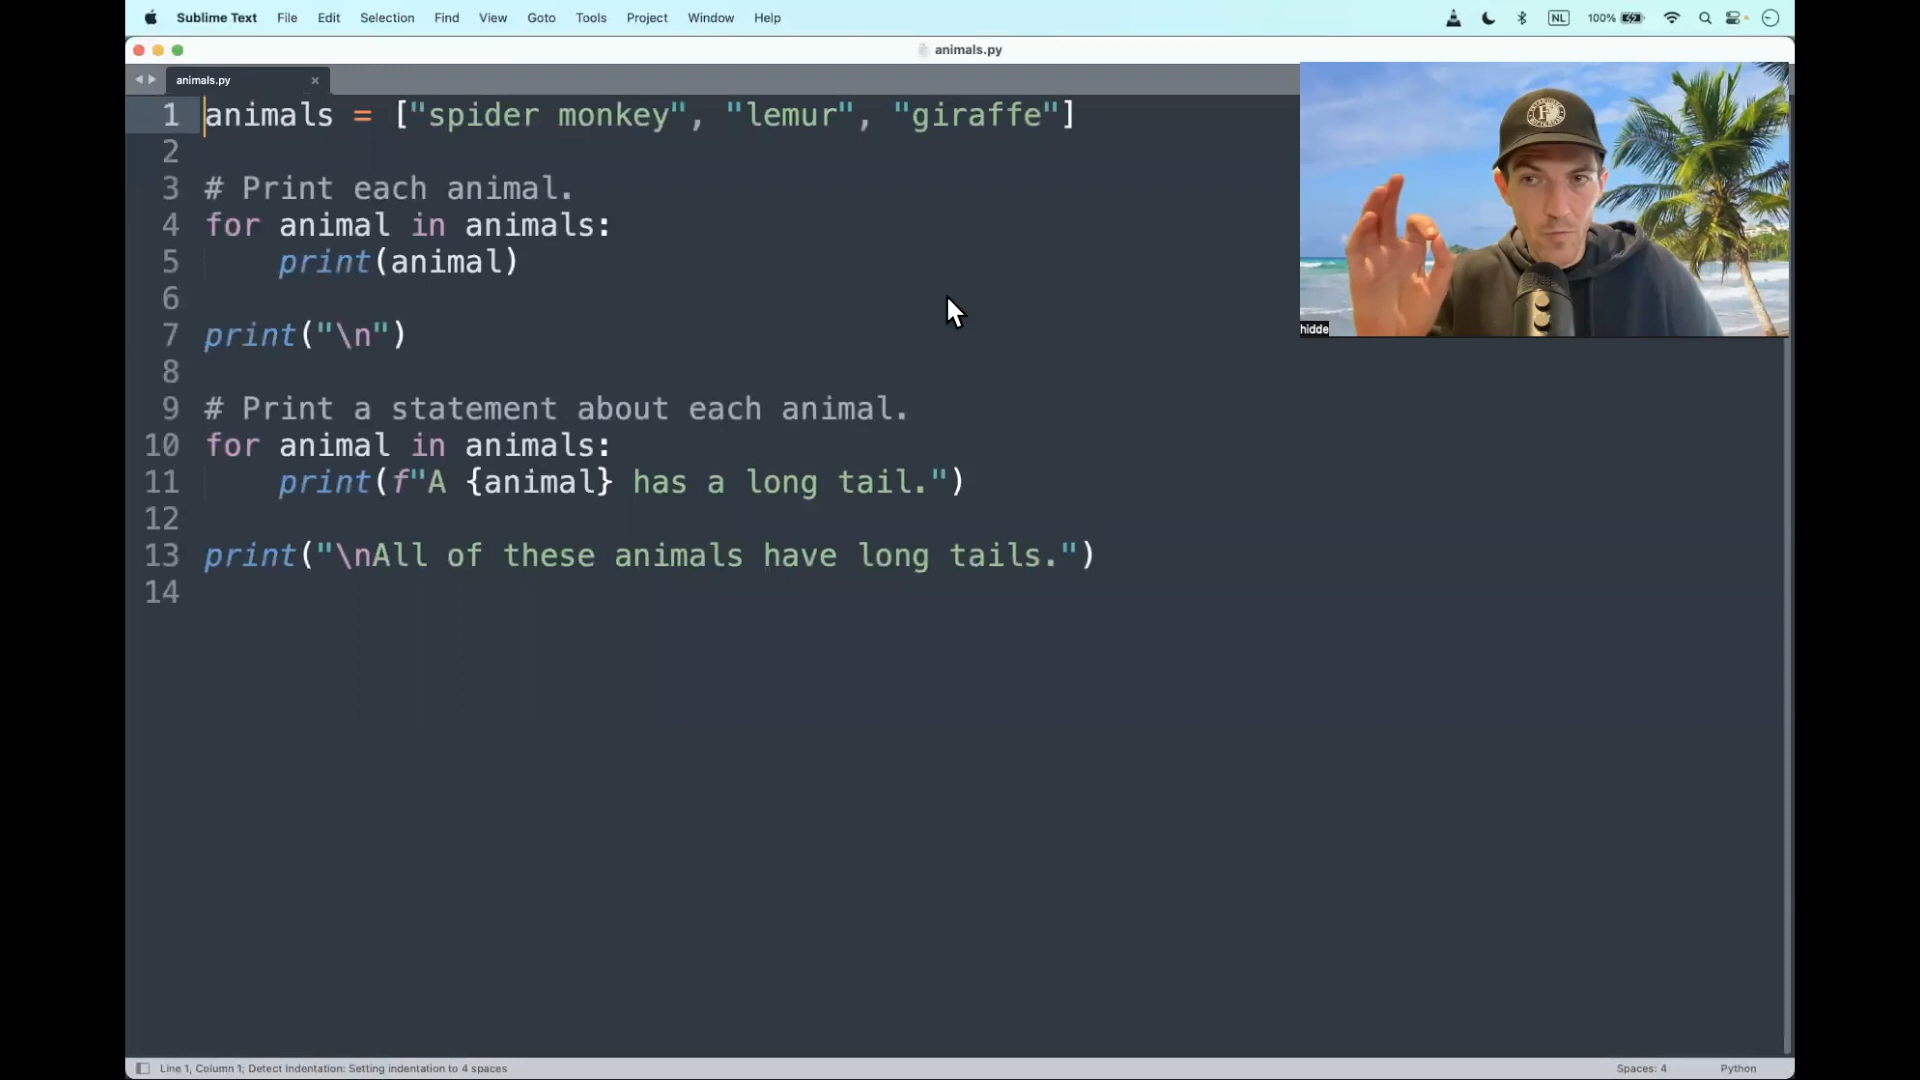 Sublime Text File Edit Selection Find View Goto Tools Project Window Help NL 100%
animals.py
animals.py
1 animals = ["spider monkey", "lemur", "giraffe"]
2
3 # Print each animal.
4 for animal in animals:
5     print(animal)
6
7 print("\n")
8
9 # Print a statement about each animal.
10 for animal in animals:
11     print(f"A {animal} has a long tail.")
12
13 print("\nAll of these animals have long tails.")
14
hidde
Line 1, Column 1; Detect Indentation: Setting indentation to 4 spaces Spaces: 4 Python